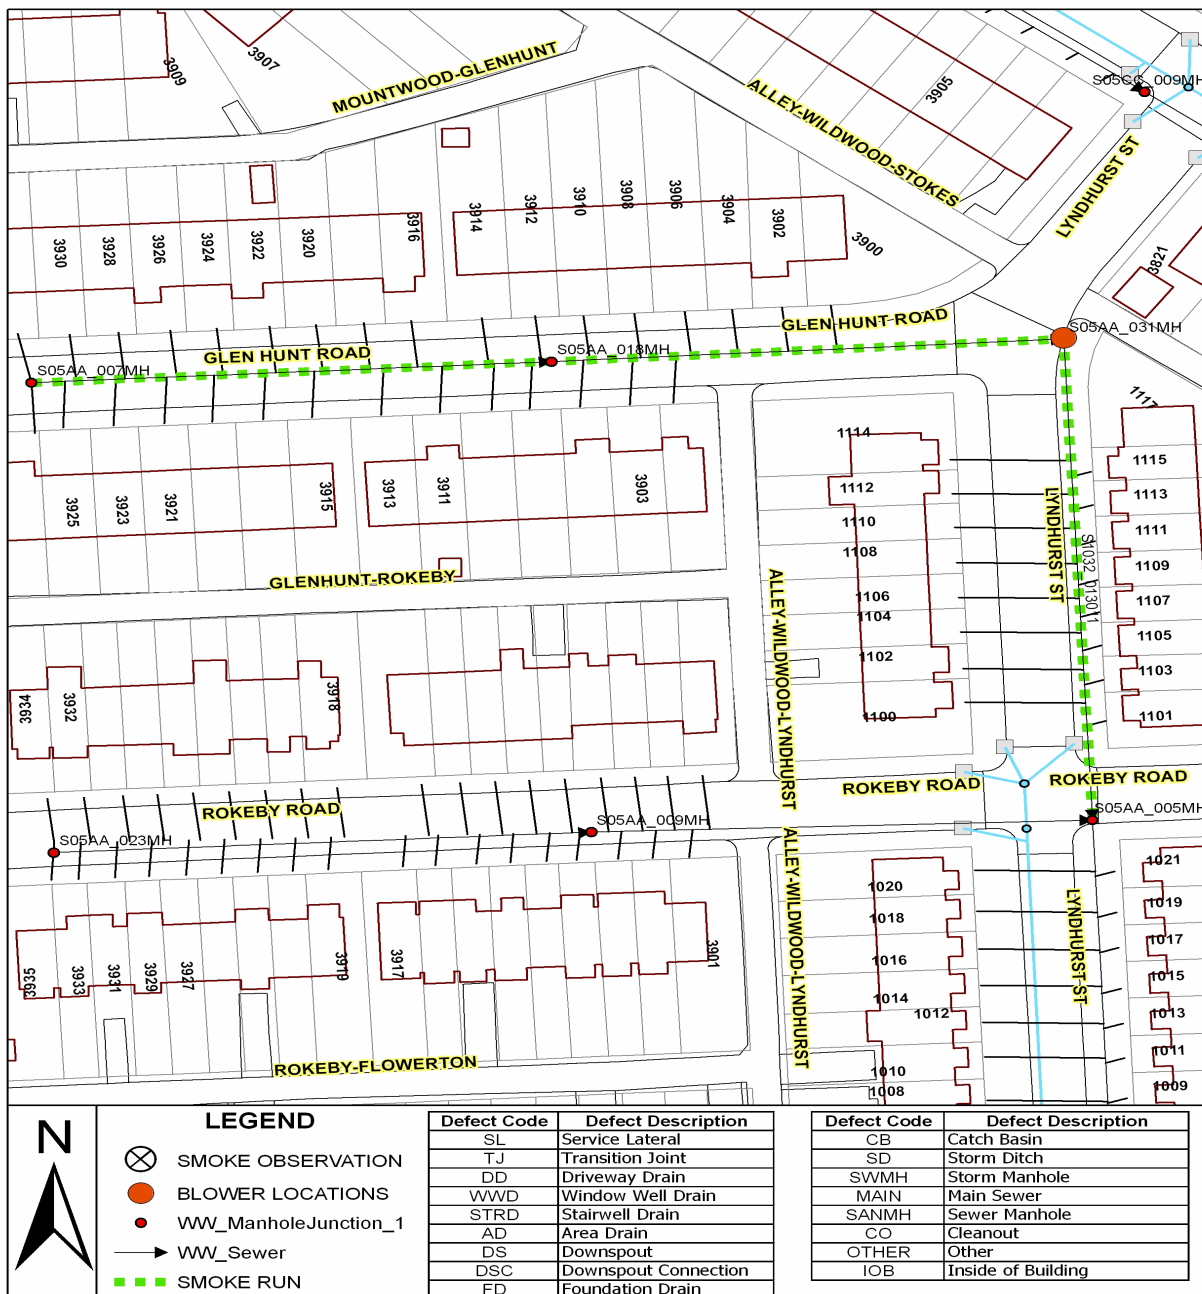 3909
3907
MOUNTWOOD-GLENHUNT
ALLEY-WILDWOOD-STOKES
3905
S05CC_009MH
LYNDHURST ST
3930
3928
3926
3924
3922
3920
3916
3914
3912
3910
3908
3906
3904
3902
3900
3821
GLEN HUNT ROAD
GLEN HUNT ROAD
S05AA_031MH
S05AA_018MH
S05AA_007MH
3925
3923
3921
3915
3913
3911
3903
1114
1112
1110
1108
1106
1104
1102
1100
LYNDHURST ST
1117
1115
1113
1111
1109
1107
1105
1103
1101
GLENHUNT-ROKEBY
ALLEY-WILDWOOD-LYNDHURST
3934
3932
3918
ROKEBY ROAD
ROKEBY ROAD
ROKEBY ROAD
S05AA_023MH
S05AA_009MH
S05AA_005MH
3935
3933
3931
3929
3927
3919
3917
3901
ALLEY-WILDWOOD-LYNDHURST
1020
1018
1016
1014
1012
1010
1008
LYNDHURST ST
1021
1019
1017
1015
1013
1011
1009
ROKEBY-FLOWERTON
N
LEGEND
SMOKE OBSERVATION
BLOWER LOCATIONS
WW_ManholeJunction_1
WW_Sewer
SMOKE RUN
Defect Code Defect Description
SL Service Lateral
TJ Transition Joint
DD Driveway Drain
WWD Window Well Drain
STRD Stairwell Drain
AD Area Drain
DS Downspout
DSC Downspout Connection
FD Foundation Drain
Defect Code Defect Description
CB Catch Basin
SD Storm Ditch
SWMH Storm Manhole
MAIN Main Sewer
SANMH Sewer Manhole
CO Cleanout
OTHER Other
IOB Inside of Building